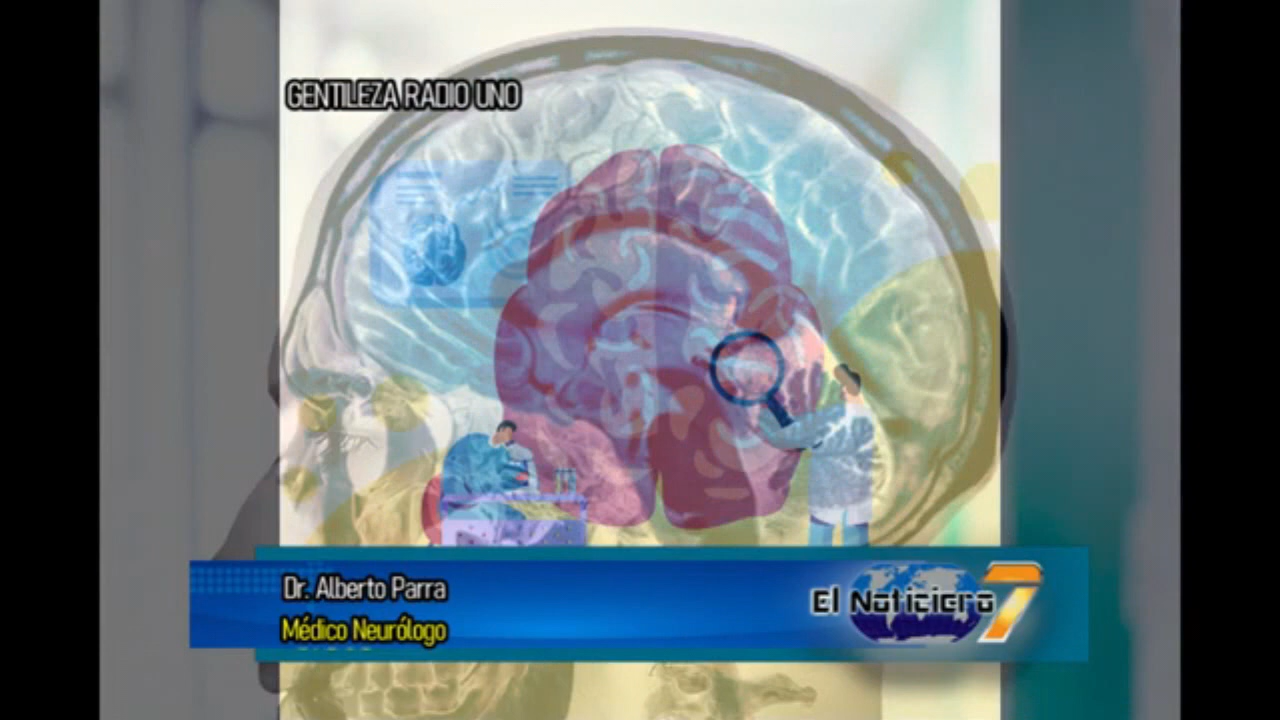 GENTILEZA RADIO UNO
Dr. Alberto Parra
Médico Neurólogo
El Noticiero 7